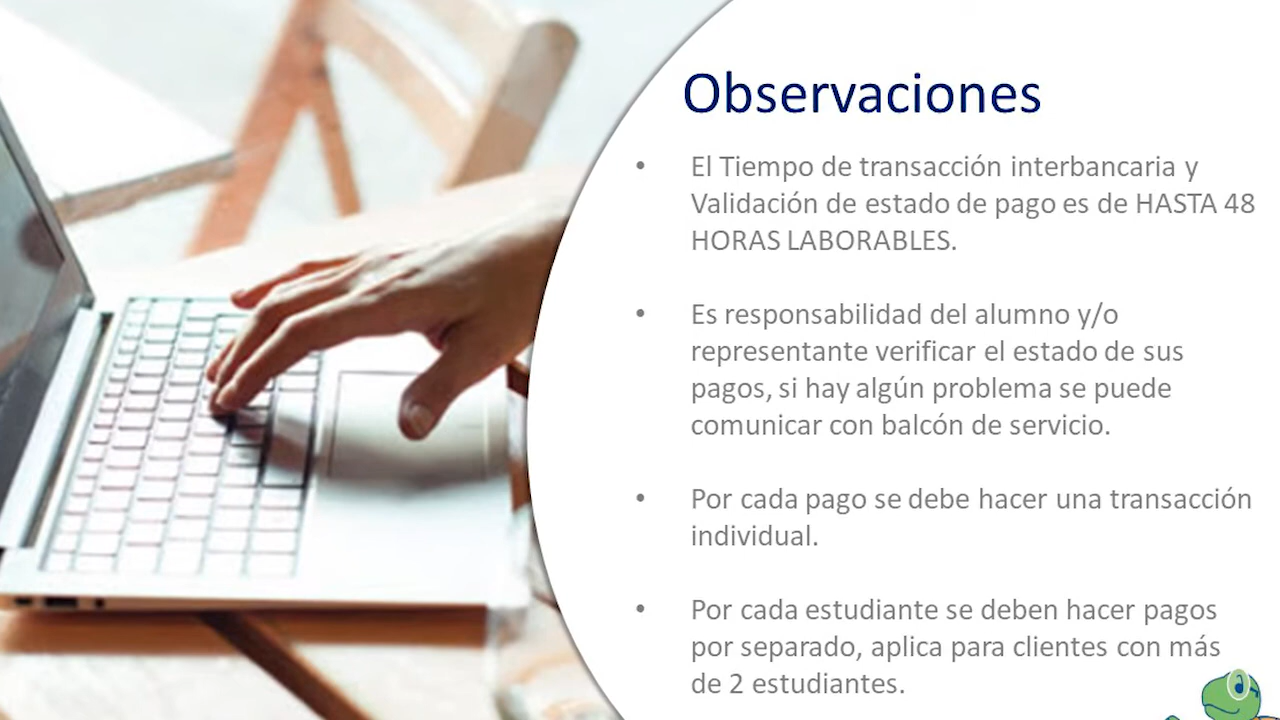 Observaciones
• El Tiempo de transacción interbancaria y
Validación de estado de pago es de HASTA 48
HORAS LABORABLES.
• Es responsabilidad del alumno y/o
representante verificar el estado de sus
pagos, si hay algún problema se puede
comunicar con balcón de servicio.
• Por cada pago se debe hacer una transacción
individual.
• Por cada estudiante se deben hacer pagos
por separado, aplica para clientes con más
de 2 estudiantes.